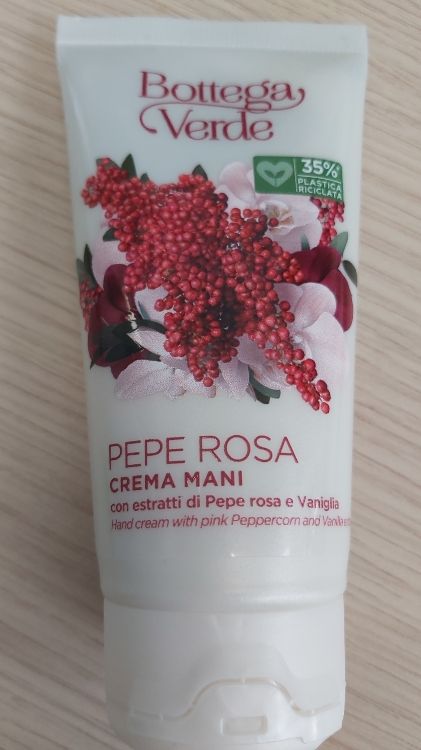 Bottega
Verde
35%
PLASTICA
RICICLATA
PEPE ROSA
CREMA MANI
con estratti di Pepe rosa e Vaniglia
Hand cream with pink Peppercorn and Vanilla